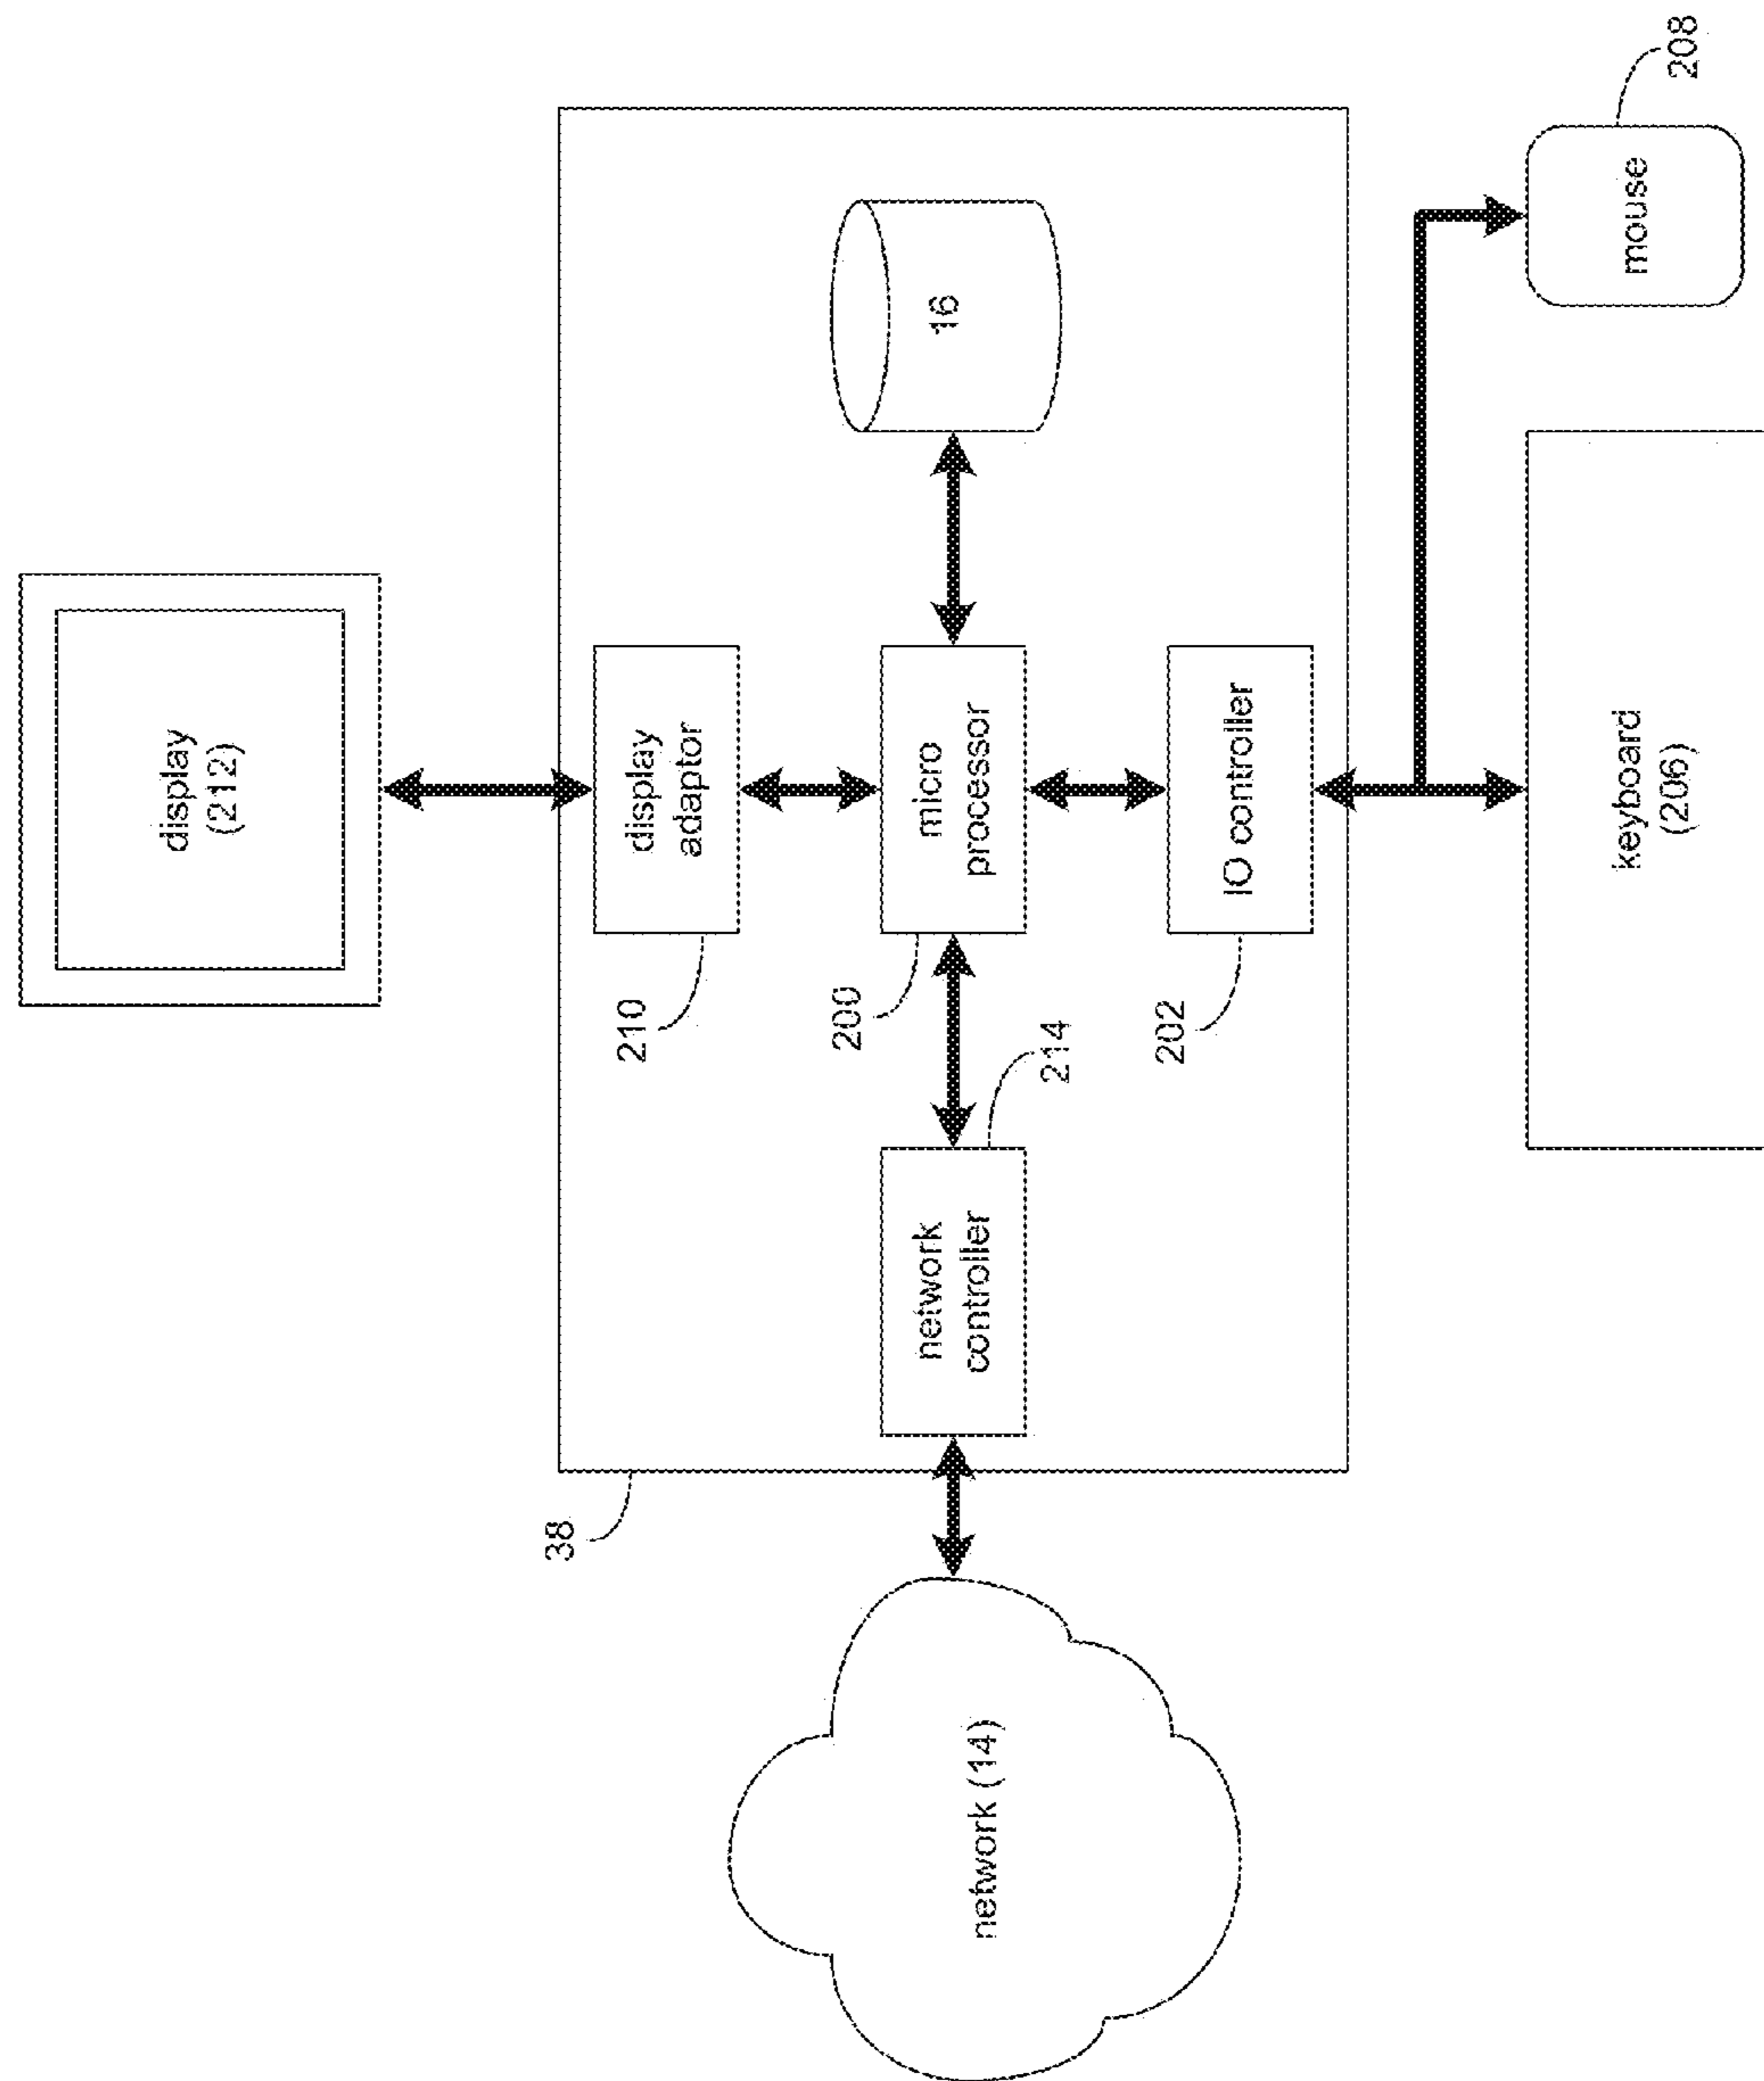 display
(212)
210
display
adaptor
38
network
controller
214
200
micro
processor
16
network (14)
202
IO controller
keyboard
(206)
mouse
208